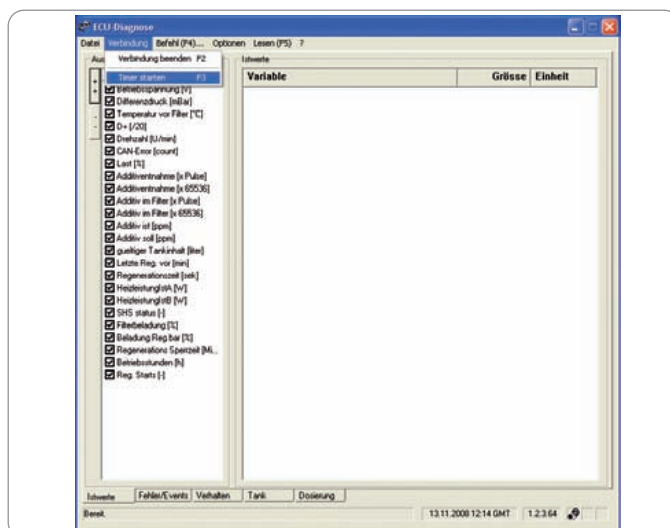 ECU-Diagnose
Datei Verbindung Befehl (F4)... Optionen Lesen (F5) ?
Verbindung beenden F2
Timer starten F3
Istwerte
Variable Grösse Einheit
Betriebsspannung [V]
Differenzdruck [mBar]
Temperatur vor Filter [°C]
D+ [/20]
Drehzahl [U/min]
CAN-Error [count]
Last [%]
Additiventnahme [x Pulse]
Additiventnahme [x 65536]
Additiv im Filter [x Pulse]
Additiv im Filter [x 65536]
Additiv ist [ppm]
Additiv soll [ppm]
gueltiger Tankinhalt [liter]
Letzte Reg. vor [min]
Regenerationszeit [sek]
HeizleistungIstA [W]
HeizleistungIstB [W]
SHS status [-]
Filterbeladung [%]
Beladung Reg.bar [%]
Regenerations Sperrzeit [Mi...
Betriebsstunden [h]
Reg. Starts [-]
Istwerte Fehler/Events Verhalten Tank Dosierung
Bereit. 13.11.2008 12:14 GMT 1.2.3.64